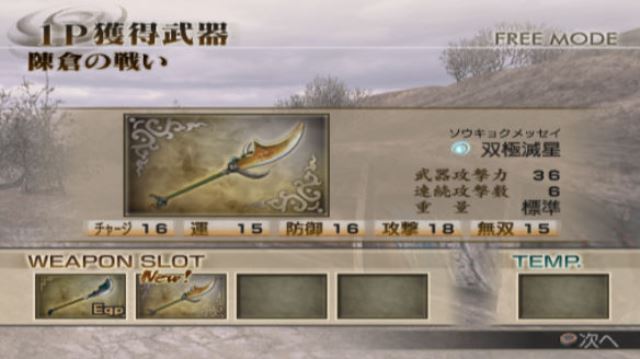 1P獲得武器
FREE MODE
陳倉の戦い
ソウキョクメッセイ
双極滅星
武器攻撃力 36
連続攻撃数 6
重量 標準
チャージ 16 運 15 防御 16 攻撃 18 無双 15
WEAPON SLOT
TEMP.
Eqp
New!
次へ